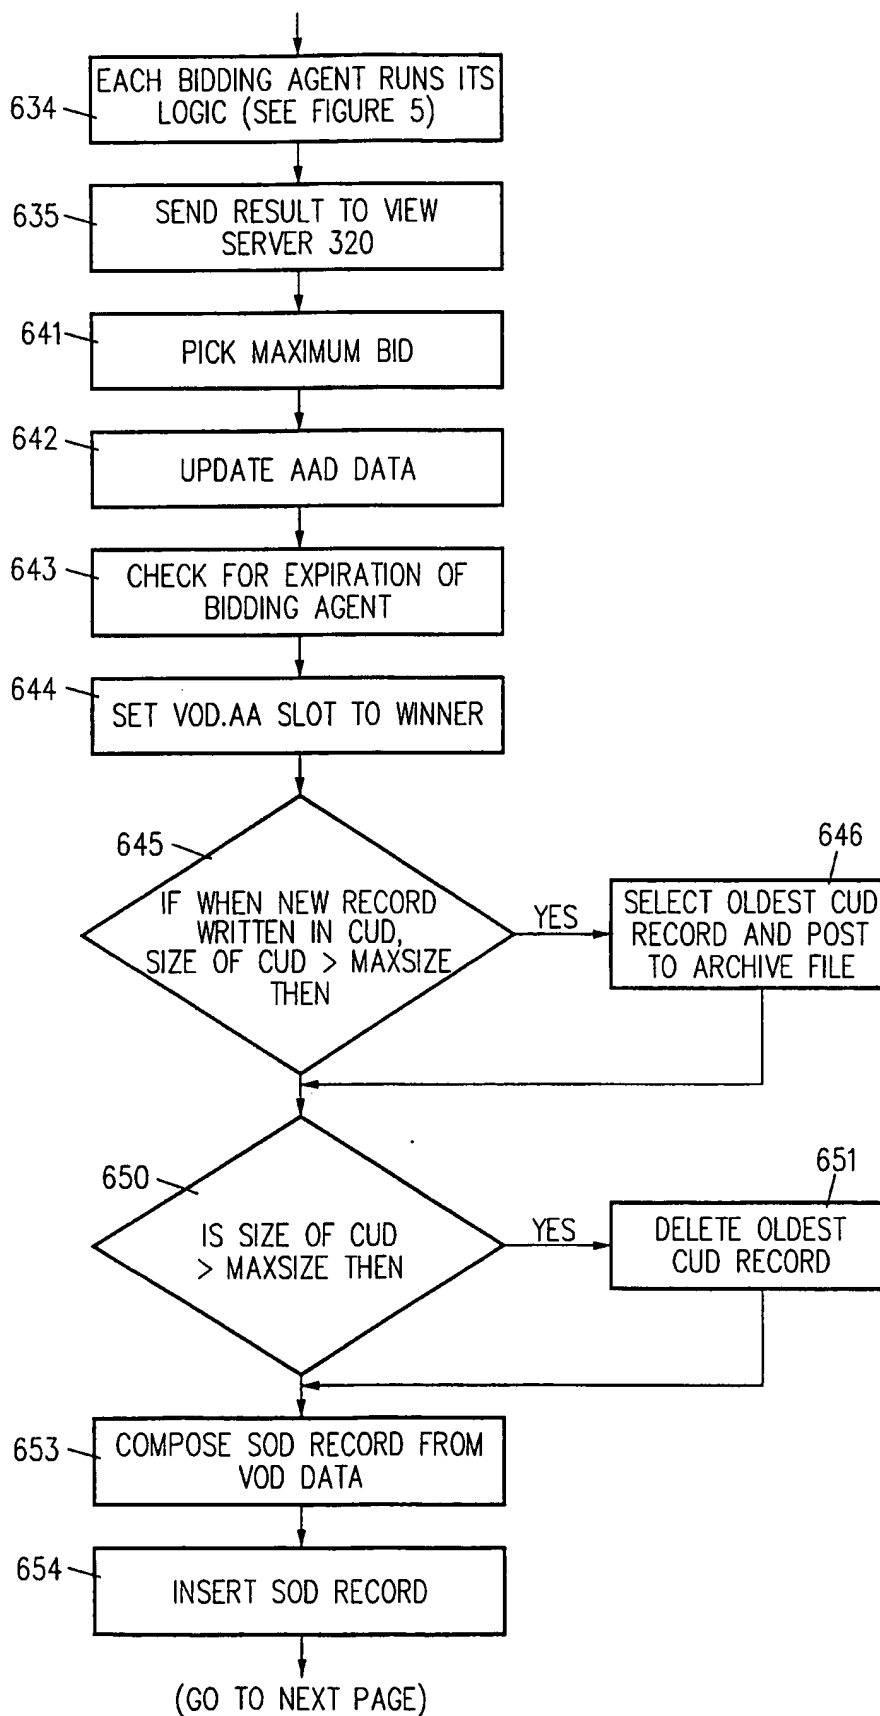 634
EACH BIDDING AGENT RUNS ITS
LOGIC (SEE FIGURE 5)
635
SEND RESULT TO VIEW
SERVER 320
641
PICK MAXIMUM BID
642
UPDATE AAD DATA
643
CHECK FOR EXPIRATION OF
BIDDING AGENT
644
SET VOD.AA SLOT TO WINNER
645
IF WHEN NEW RECORD
WRITTEN IN CUD,
SIZE OF CUD > MAXSIZE
THEN
YES
646
SELECT OLDEST CUD
RECORD AND POST
TO ARCHIVE FILE
650
IS SIZE OF CUD
> MAXSIZE THEN
YES
651
DELETE OLDEST
CUD RECORD
653
COMPOSE SOD RECORD FROM
VOD DATA
654
INSERT SOD RECORD
(GO TO NEXT PAGE)